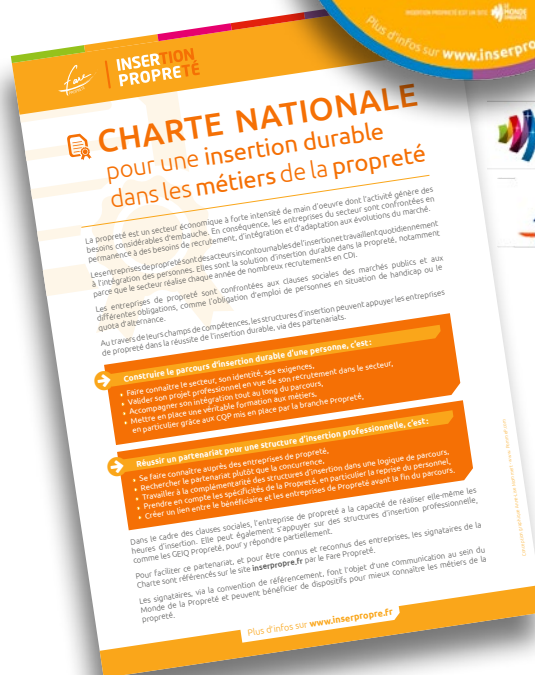 INSERTION PROPRETÉ EST UN SITE LE MONDE
Plus d'infos sur www.inserpro
Fare
INSERTION
PROPRETÉ
CHARTE NATIONALE
pour une insertion durable
dans les métiers de la propreté
La propreté est un secteur économique à forte intensité de main d'oeuvre dont l'activité génère des
besoins considérables d'embauche. En conséquence, les entreprises du secteur sont confrontées en
permanence à des besoins de recrutement, d'intégration et d'adaptation aux évolutions du marché.
Les entreprises de propreté sont des acteurs incontournables de l'insertion et travaillent quotidiennement
à l'intégration des personnes. Elles sont la solution d'insertion durable dans la propreté, notamment
parce que le secteur réalise chaque année de nombreux recrutements en CDI.
Les entreprises de propreté sont confrontées aux clauses sociales des marchés publics et aux
différentes obligations, comme l'obligation d'emploi de personnes en situation de handicap ou le
quota d'alternance.
Au travers de leurs champs de compétences, les structures d'insertion peuvent appuyer les entreprises
de propreté dans la réussite de l'insertion durable, via des partenariats.
Construire le parcours d'insertion durable d'une personne, c'est :
• Faire connaître le secteur, son identité, ses exigences,
• Valider son projet professionnel en vue de son recrutement dans le secteur,
• Accompagner son intégration tout au long du parcours,
• Mettre en place une véritable formation aux métiers,
en particulier grâce aux CQP mis en place par la branche Propreté,
Réussir un partenariat pour une structure d'insertion professionnelle, c'est :
• Se faire connaître auprès des entreprises de propreté,
• Rechercher le partenariat plutôt que la concurrence,
• Travailler à la complémentarité des structures d'insertion dans une logique de parcours,
• Prendre en compte les spécificités de la Propreté, en particulier la reprise du personnel,
• Créer un lien entre le bénéficiaire et les entreprises de Propreté avant la fin du parcours,
Dans le cadre des clauses sociales, l'entreprise de propreté a la capacité de réaliser elle-même les
heures d'insertion. Elle peut également s'appuyer sur des structures d'insertion professionnelle,
comme les GEIQ Propreté, pour y répondre partiellement.
Pour faciliter ce partenariat, et pour être connus et reconnus des entreprises, les signataires de la
Charte sont référencés sur le site inserpropre.fr par le Fare Propreté.
Les signataires, via la convention de référencement, font l'objet d'une communication au sein du
Monde de la Propreté et peuvent bénéficier de dispositifs pour mieux connaître les métiers de la
propreté.
Plus d'infos sur www.inserpropre.fr